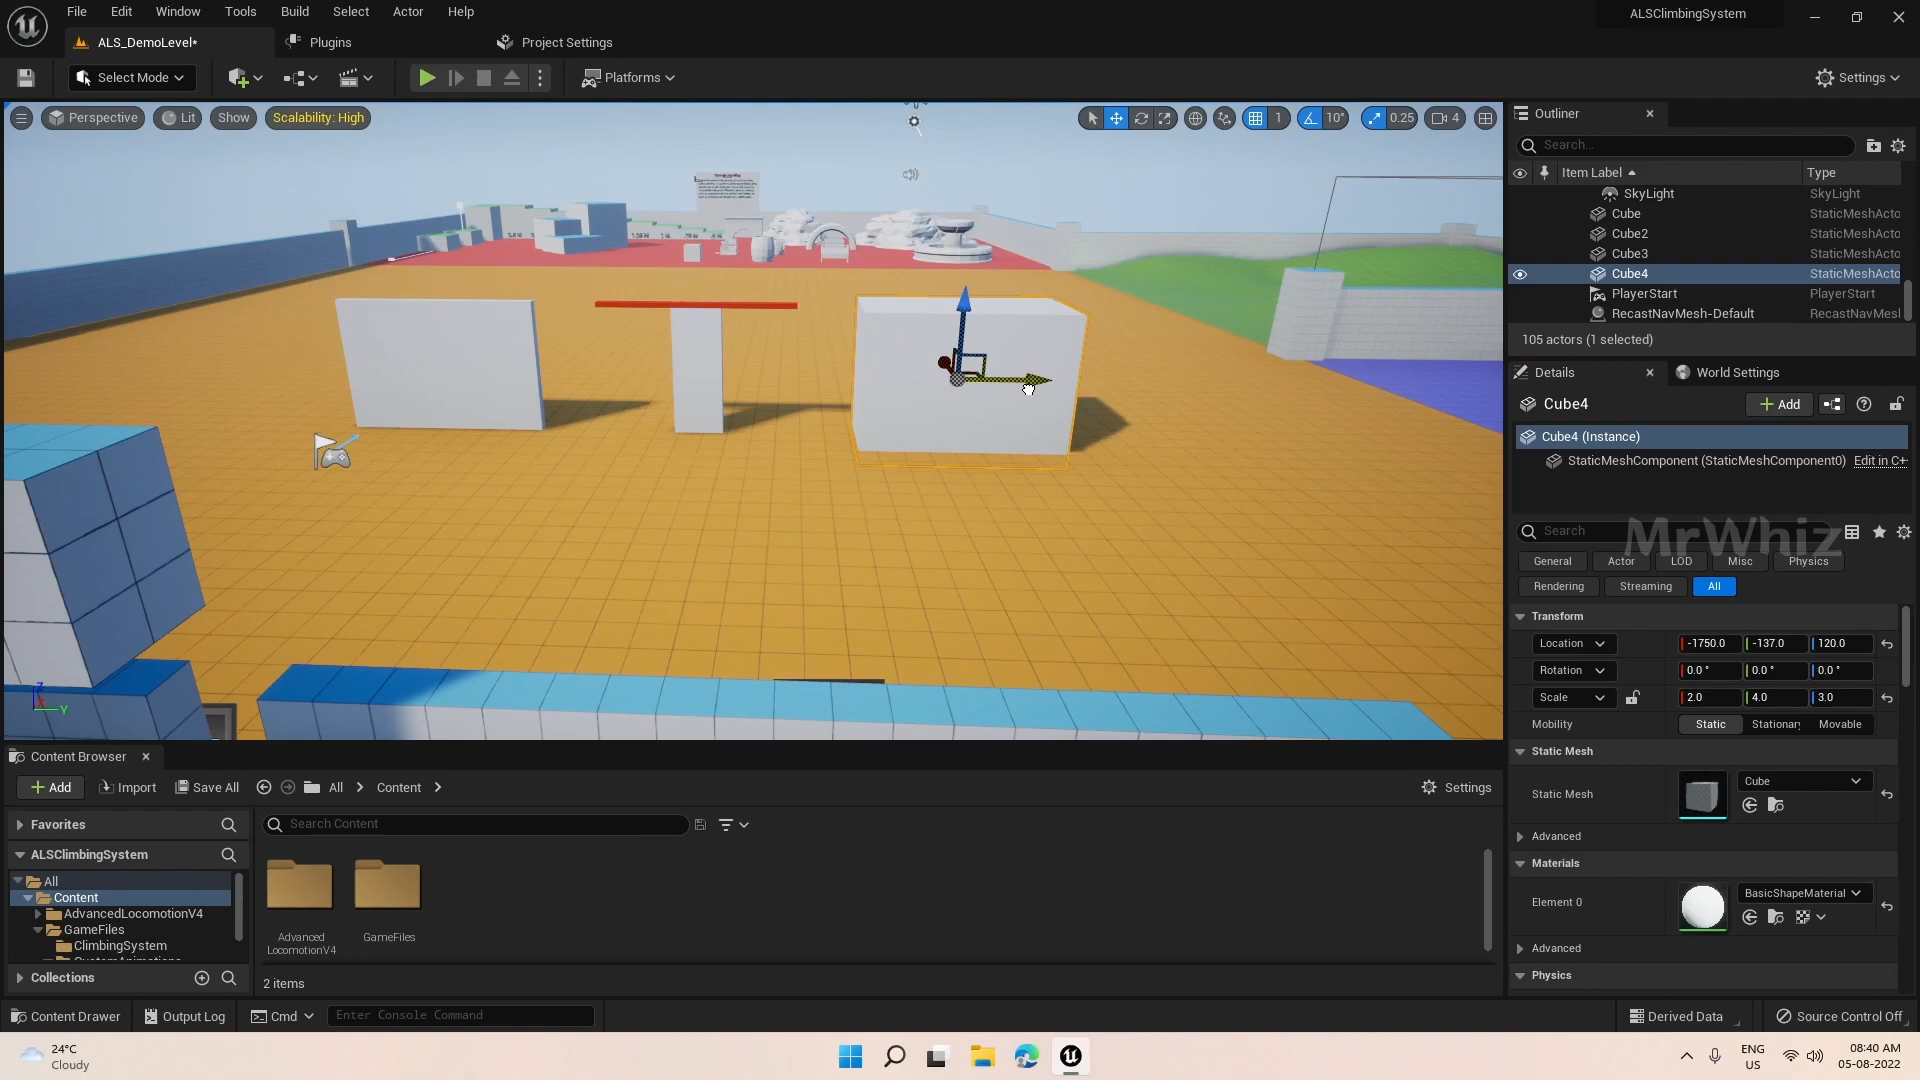 File Edit Window Tools Build Select Actor Help
ALSClimbingSystem
ALS_DemoLevel*
Plugins
Project Settings
Select Mode
Platforms
Settings
Perspective
Lit
Show
Scalability: High
1
10°
0.25
4
Outliner
Search...
Item Label
Type
SkyLight SkyLight
Cube StaticMeshActo
Cube2 StaticMeshActo
Cube3 StaticMeshActo
Cube4 StaticMeshActo
PlayerStart PlayerStart
RecastNavMesh-Default RecastNavMesl
105 actors (1 selected)
Details
World Settings
Cube4
Add
Cube4 (Instance)
StaticMeshComponent (StaticMeshComponent0) Edit in C+
Search
MrWhiz
General Actor LOD Misc Physics
Rendering Streaming All
Transform
Location -1750.0 -137.0 120.0
Rotation 0.0 ° 0.0 ° 0.0 °
Scale 2.0 4.0 3.0
Mobility Static Stationary Movable
Static Mesh
Static Mesh Cube
Advanced
Materials
Element 0 BasicShapeMaterial
Advanced
Physics
Z
Y
Content Browser
Add Import Save All All Content Settings
Favorites
Search Content
ALSClimbingSystem
All
Content
AdvancedLocomotionV4
GameFiles
ClimbingSystem
CustomAnimations
Collections
Advanced
LocomotionV4
GameFiles
2 items
Content Drawer Output Log Cmd Enter Console Command Derived Data Source Control Off
24°C
Cloudy
ENG
US
08:40 AM
05-08-2022